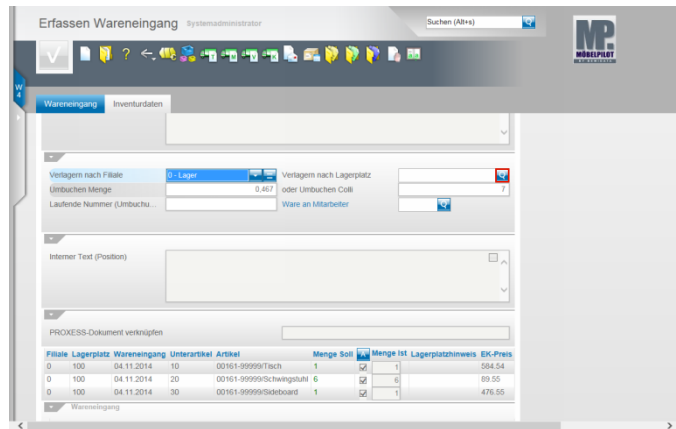 Erfassen Wareneingang Systemadministrator Suchen (Alt+s)
MP
MÖBELPILOT
?
W
4
Wareneingang Inventurdaten
Verlagern nach Filiale 0 - Lager Verlagern nach Lagerplatz
Umbuchen Menge 0,467 oder Umbuchen Colli 7
Laufende Nummer (Umbuchu... Ware an Mitarbeiter
Interner Text (Position)
PROXESS-Dokument verknüpfen
Filiale Lagerplatz Wareneingang Unterartikel Artikel Menge Soll "A" Menge Ist Lagerplatzhinweis EK-Preis
0 100 04.11.2014 10 00161-99999/Tisch 1 1 584.54
0 100 04.11.2014 20 00161-99999/Schwingstuhl 6 6 89.55
0 100 04.11.2014 30 00161-99999/Sideboard 1 1 476.55
Wareneingang